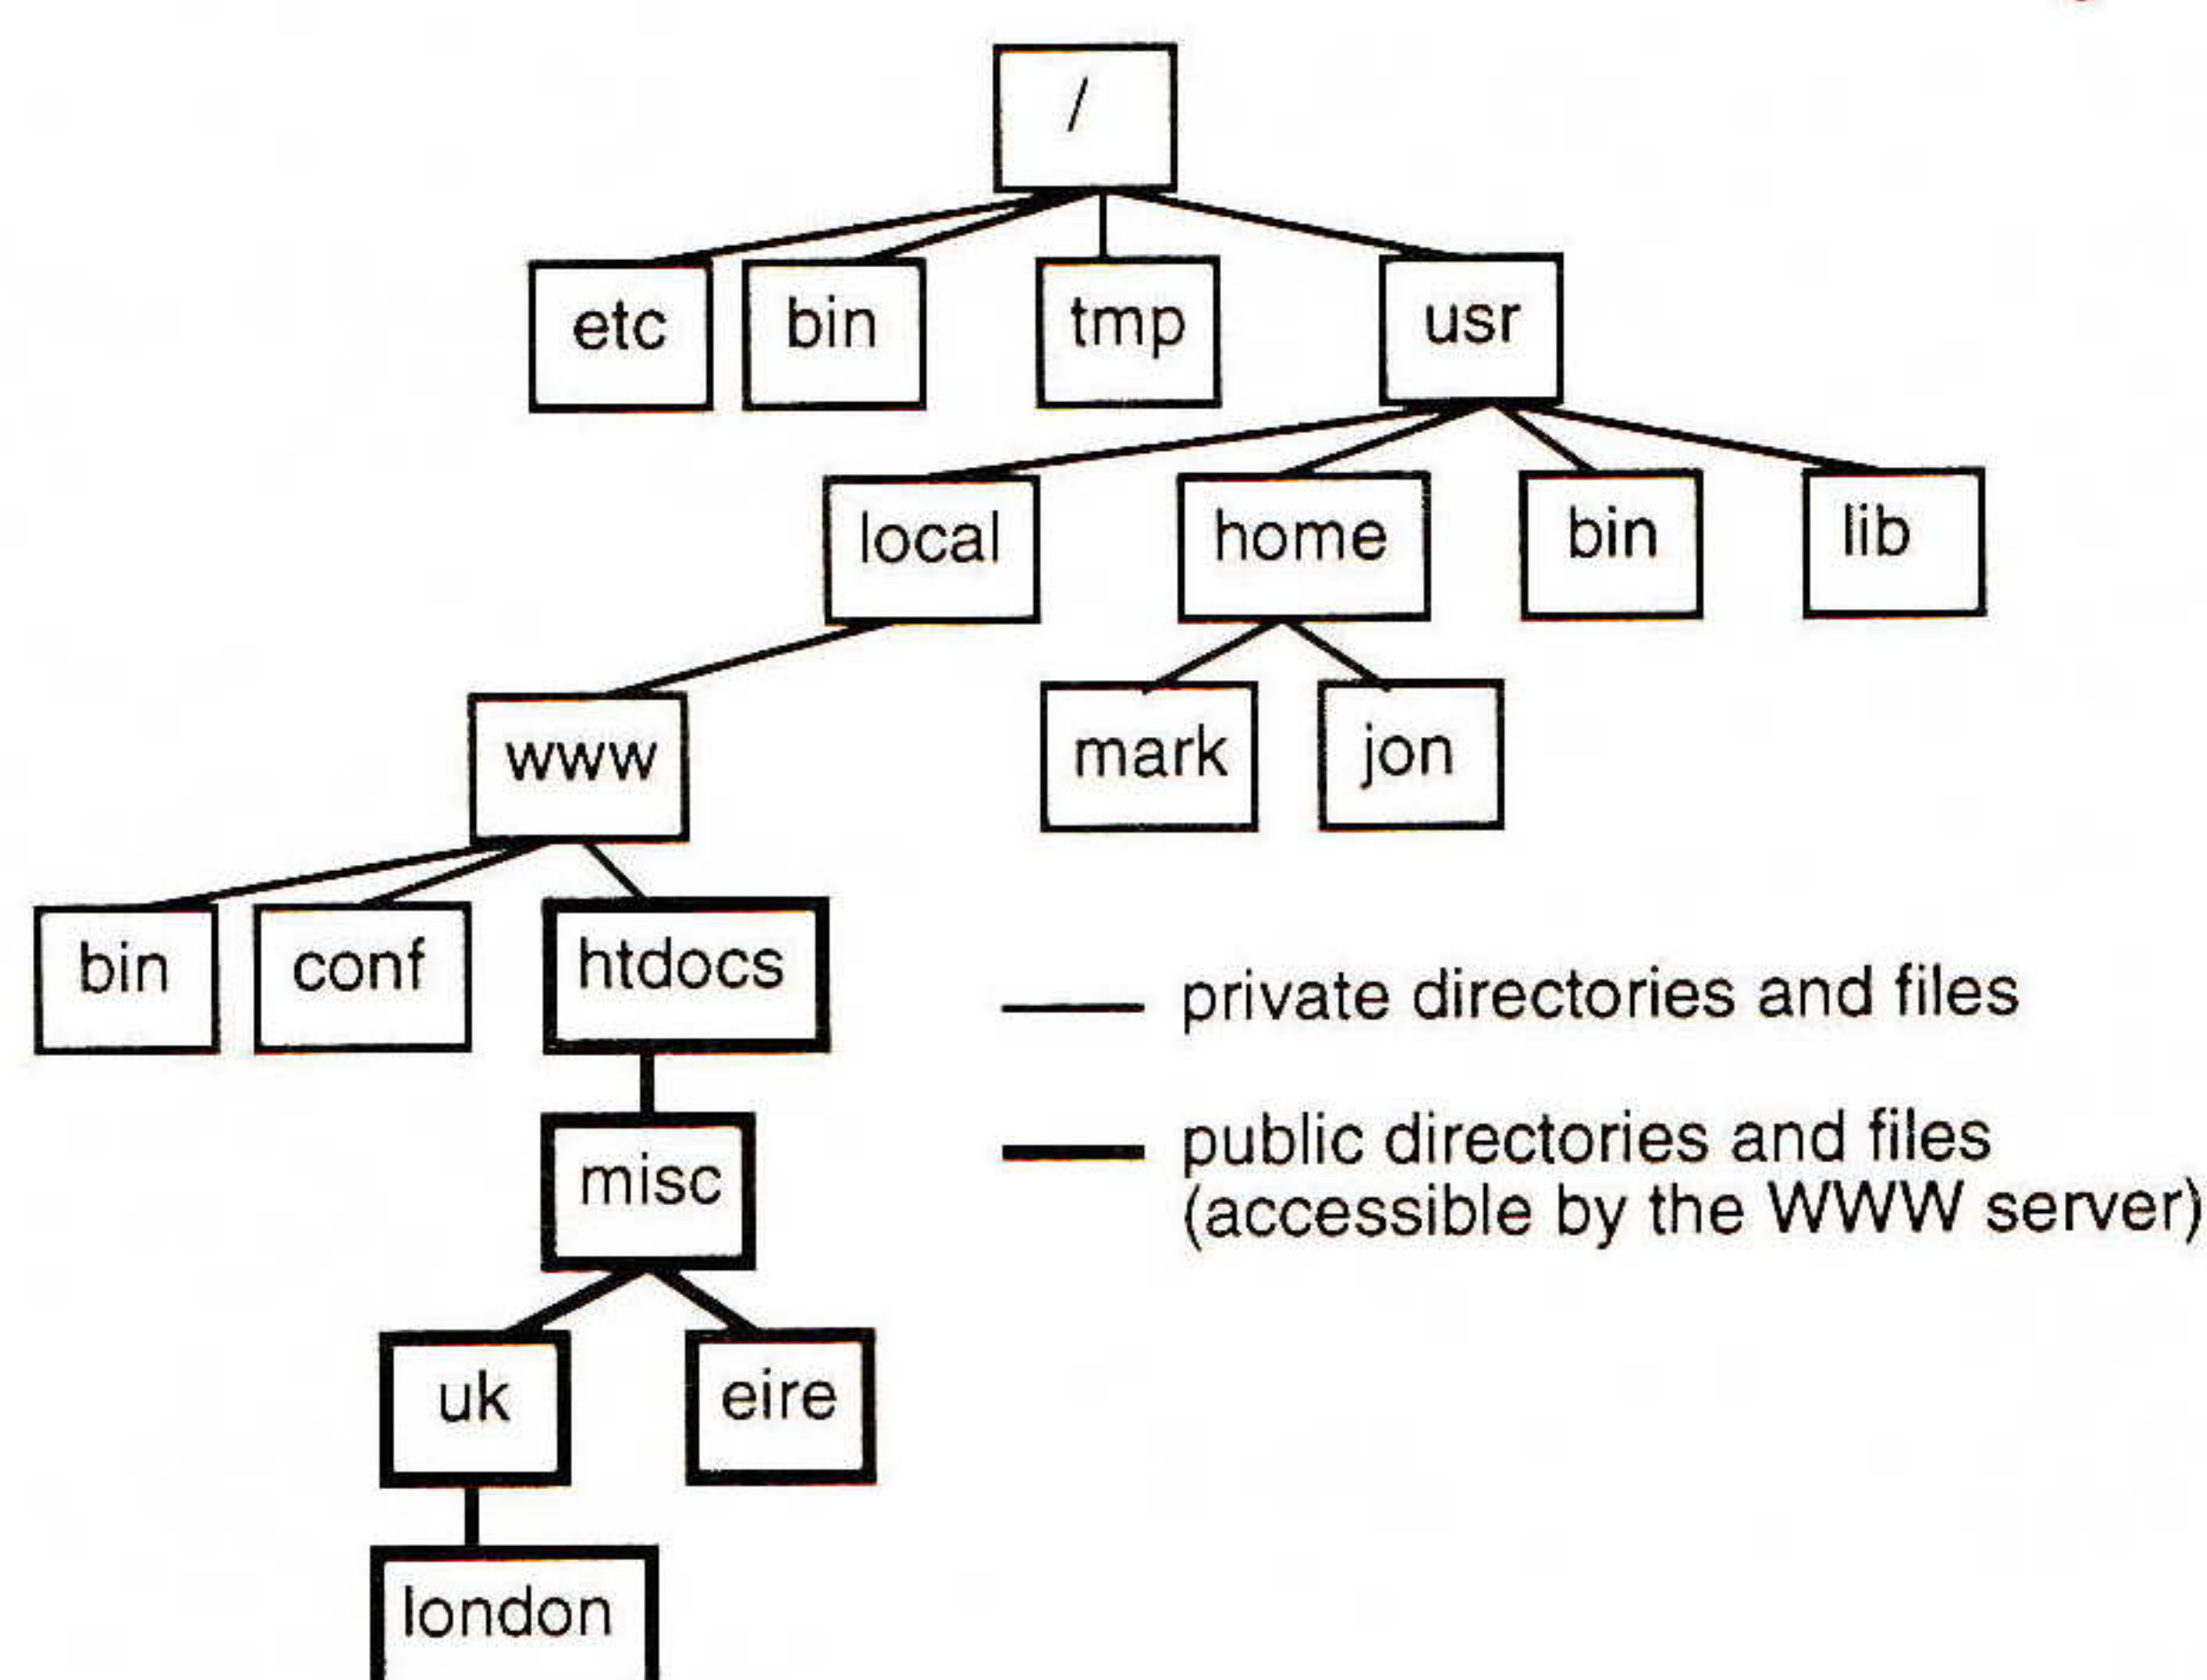 /
etc bin tmp usr
local home bin lib
www mark jon
bin conf htdocs
private directories and files
misc
public directories and files
(accessible by the WWW server)
uk eire
london